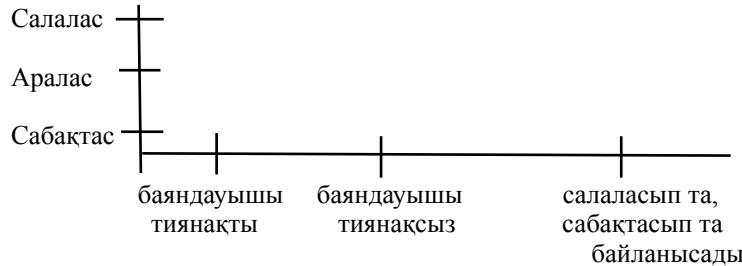 Салалас
Аралас
Сабақтас
баяндауышы
тиянақты
баяндауышы
тиянақсыз
салаласып та,
сабақтасып та
байланысады